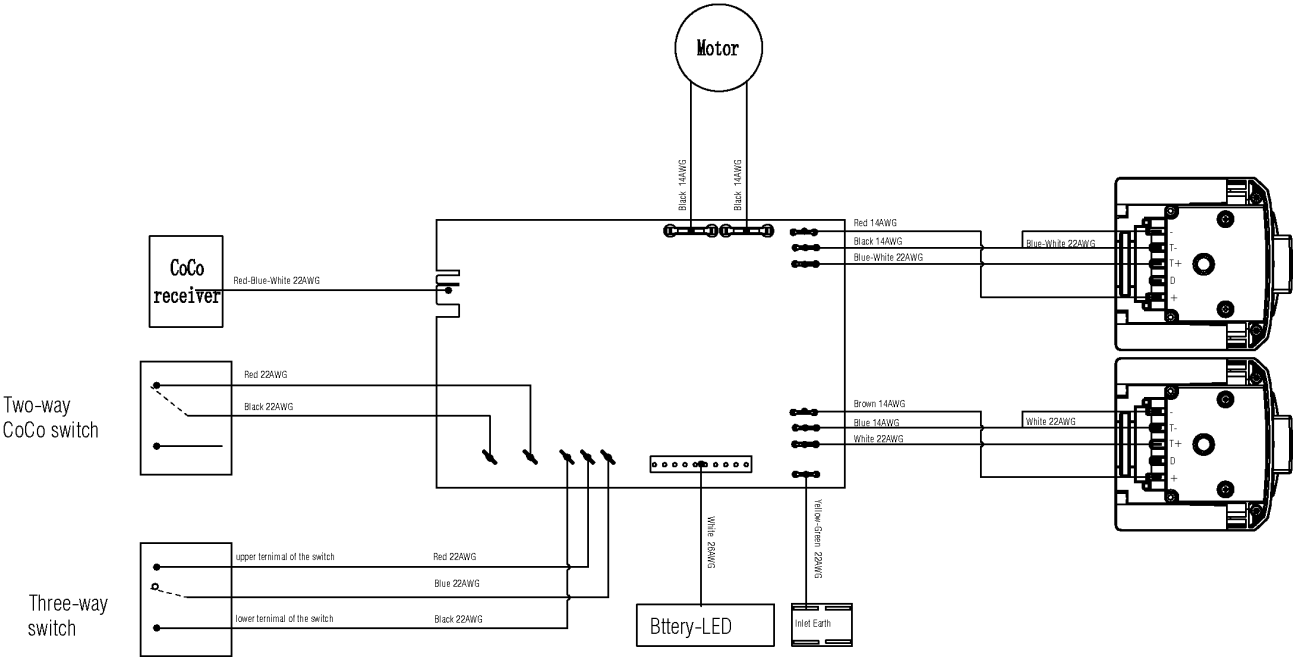 Motor
Black 14AWG
Black 14AWG
Red 14AWG
Black 14AWG
Blue-White 22AWG
Blue-White 22AWG
-
T-
T+
D
+
CoCo
receiver
Red-Blue-White 22AWG
Two-way
CoCo switch
Red 22AWG
Black 22AWG
Brown 14AWG
Blue 14AWG
White 22AWG
White 22AWG
-
T-
T+
D
+
Three-way
switch
upper ternimal of the switch
Red 22AWG
Blue 22AWG
lower ternimal of the switch
Black 22AWG
White 26AWG
Bttery-LED
Yellow-Green 22AWG
Inlet Earth